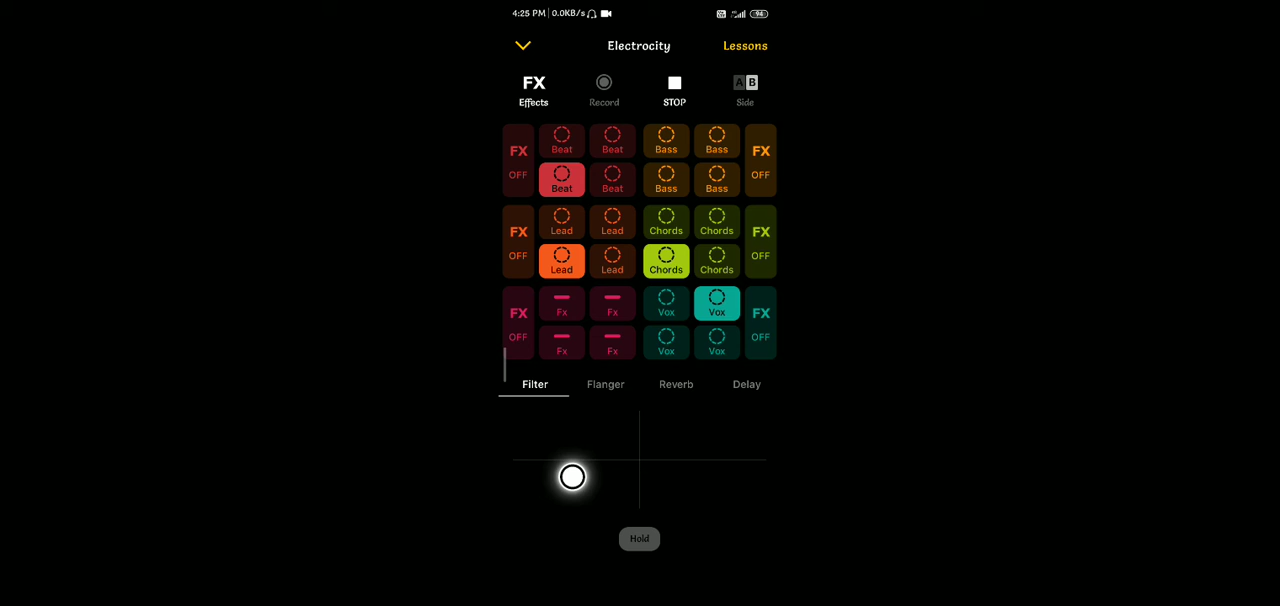 4:25 PM | 0.0KB/s 94
Electrocity Lessons
FX A B
Effects Record STOP Side
FX Beat Beat Bass Bass FX
OFF Beat Beat Bass Bass OFF
FX Lead Lead Chords Chords FX
OFF Lead Lead Chords Chords OFF
FX Fx Fx Vox Vox FX
OFF Fx Fx Vox Vox OFF
Filter Flanger Reverb Delay
Hold